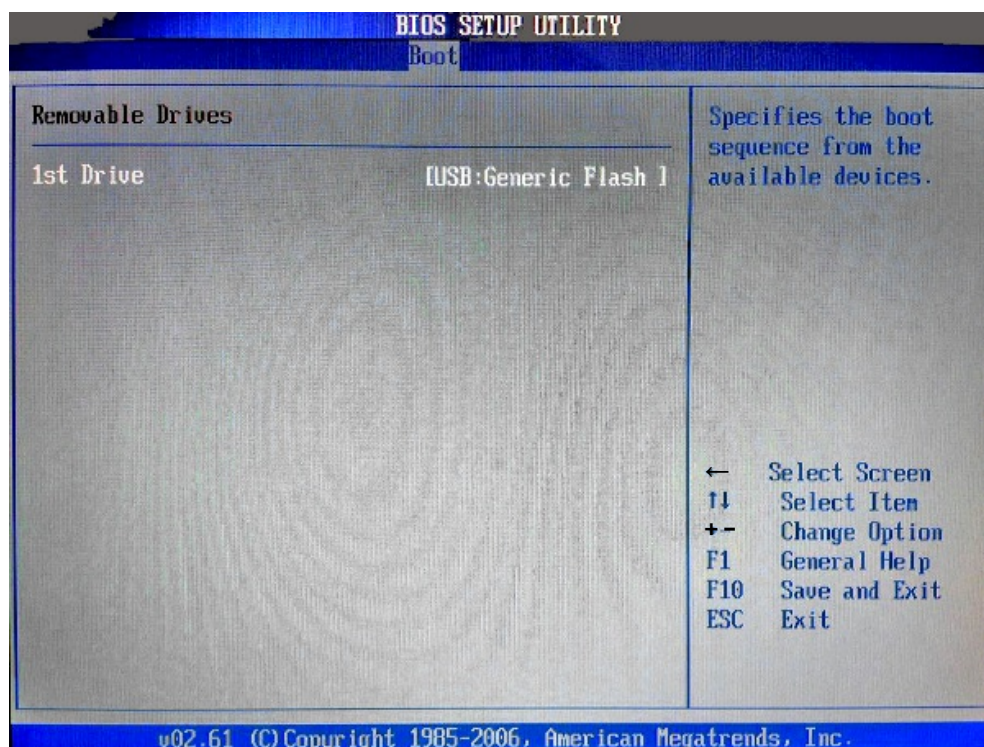 BIOS SETUP UTILITY
Boot
Removable Drives
1st Drive [USB:Generic Flash ]
Specifies the boot
sequence from the
available devices.
← Select Screen
↑↓ Select Item
+- Change Option
F1 General Help
F10 Save and Exit
ESC Exit
v02.61 (C)Copyright 1985-2006, American Megatrends, Inc.